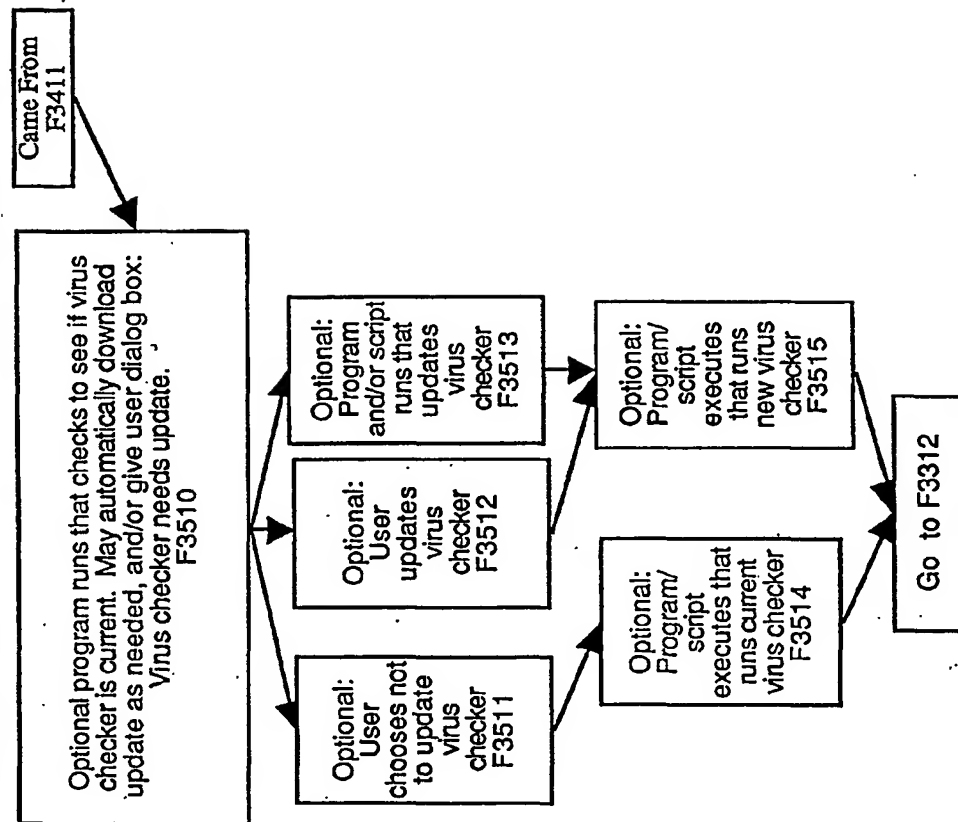 Came From
F3411
Optional program runs that checks to see if virus
checker is current. May automatically download
update as needed, and/or give user dialog box:
Virus checker needs update.
F3510
Optional:
User
chooses not
to update
virus
checker
F3511
Optional:
User
updates
virus
checker
F3512
Optional:
Program
and/or script
runs that
updates
virus
checker
F3513
Optional:
Program/
script
executes that
runs current
virus checker
F3514
Optional:
Program/
script
executes
that runs
new virus
checker
F3515
Go to F3312